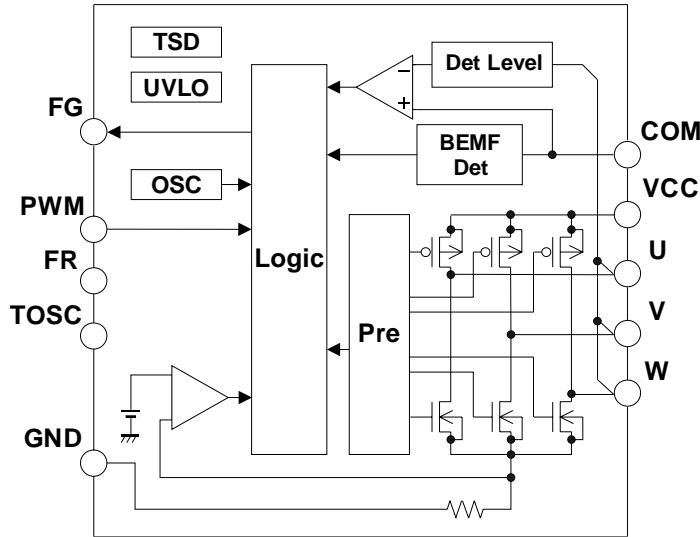 TSD
UVLO
FG
OSC
PWM
FR
TOSC
GND
Logic
Pre
−
+
Det Level
BEMF
Det
COM
VCC
U
V
W